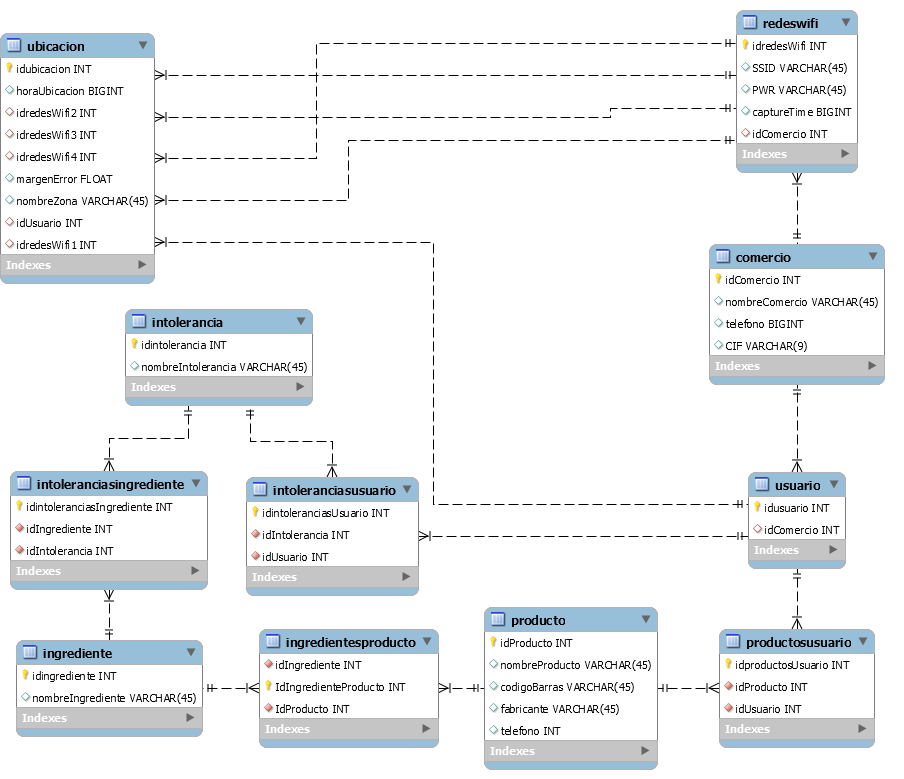 ubicacion
idubicacion INT
horaUbicacion BIGINT
idredesWifi2 INT
idredesWifi3 INT
idredesWifi4 INT
margenError FLOAT
nombreZona VARCHAR(45)
idUsuario INT
idredesWifi1 INT
Indexes
redeswifi
idredesWifi INT
SSID VARCHAR(45)
PWR VARCHAR(45)
captureTime BIGINT
idComercio INT
Indexes
comercio
idComercio INT
nombreComercio VARCHAR(45)
telefono BIGINT
CIF VARCHAR(9)
Indexes
intolerancia
idintolerancia INT
nombreIntolerancia VARCHAR(45)
Indexes
intoleranciasingrediente
idintoleranciasIngrediente INT
idIngrediente INT
idIntolerancia INT
Indexes
intoleranciasusuario
idintoleranciasUsuario INT
idIntolerancia INT
idUsuario INT
Indexes
usuario
idusuario INT
idComercio INT
Indexes
ingrediente
idingrediente INT
nombreIngrediente VARCHAR(45)
Indexes
ingredientesproducto
idIngrediente INT
IdIngredienteProducto INT
IdProducto INT
Indexes
producto
idProducto INT
nombreProducto VARCHAR(45)
codigoBarras VARCHAR(45)
fabricante VARCHAR(45)
telefono INT
Indexes
productosusuario
idproductosUsuario INT
idProducto INT
idUsuario INT
Indexes